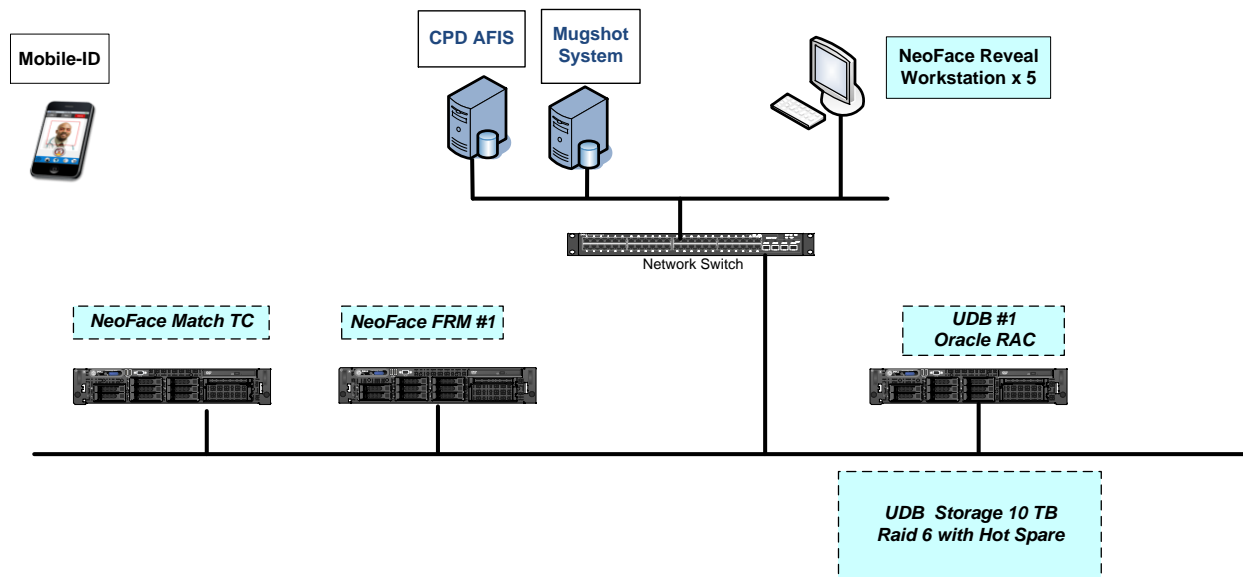 Mobile-ID
CPD AFIS
Mugshot
System
NeoFace Reveal
Workstation x 5
Network Switch
NeoFace Match TC
NeoFace FRM #1
UDB #1
Oracle RAC
UDB  Storage 10 TB
Raid 6 with Hot Spare